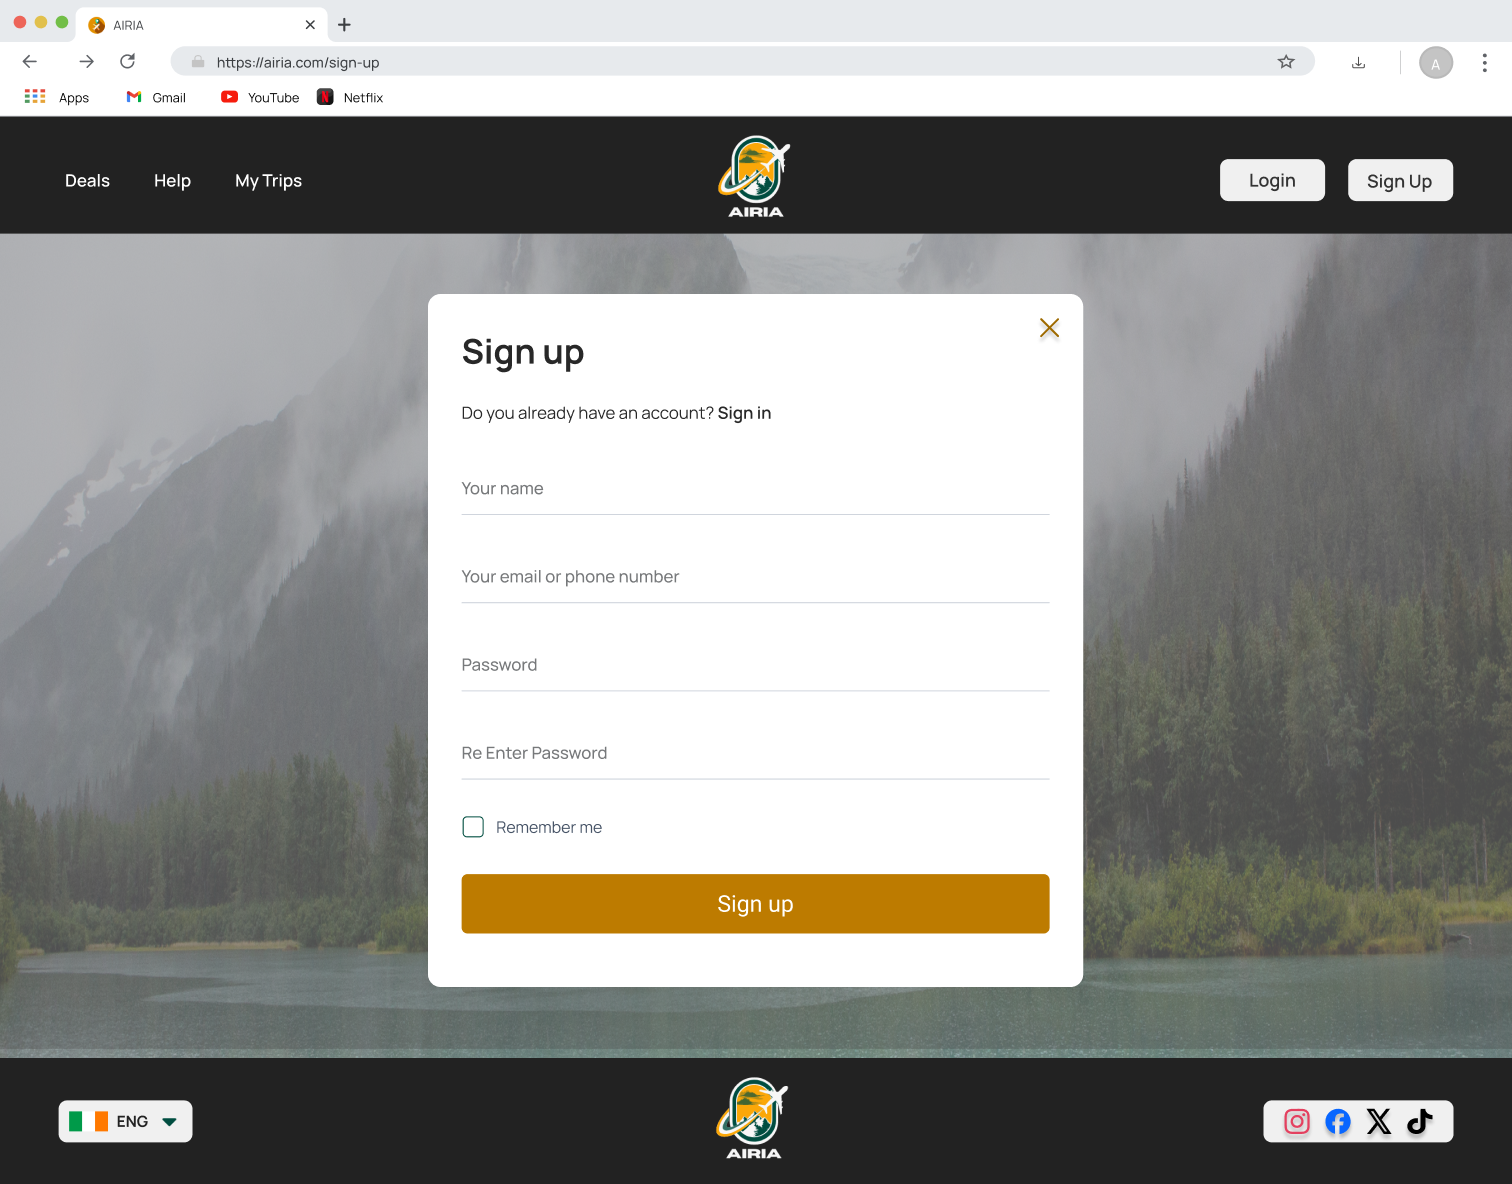 AIRIA
https://airia.com/sign-up
A
Apps Gmail YouTube Netflix
Deals Help My Trips
AIRIA
Login Sign Up
Sign up
Do you already have an account? Sign in
Your name
Your email or phone number
Password
Re Enter Password
Remember me
Sign up
ENG
AIRIA